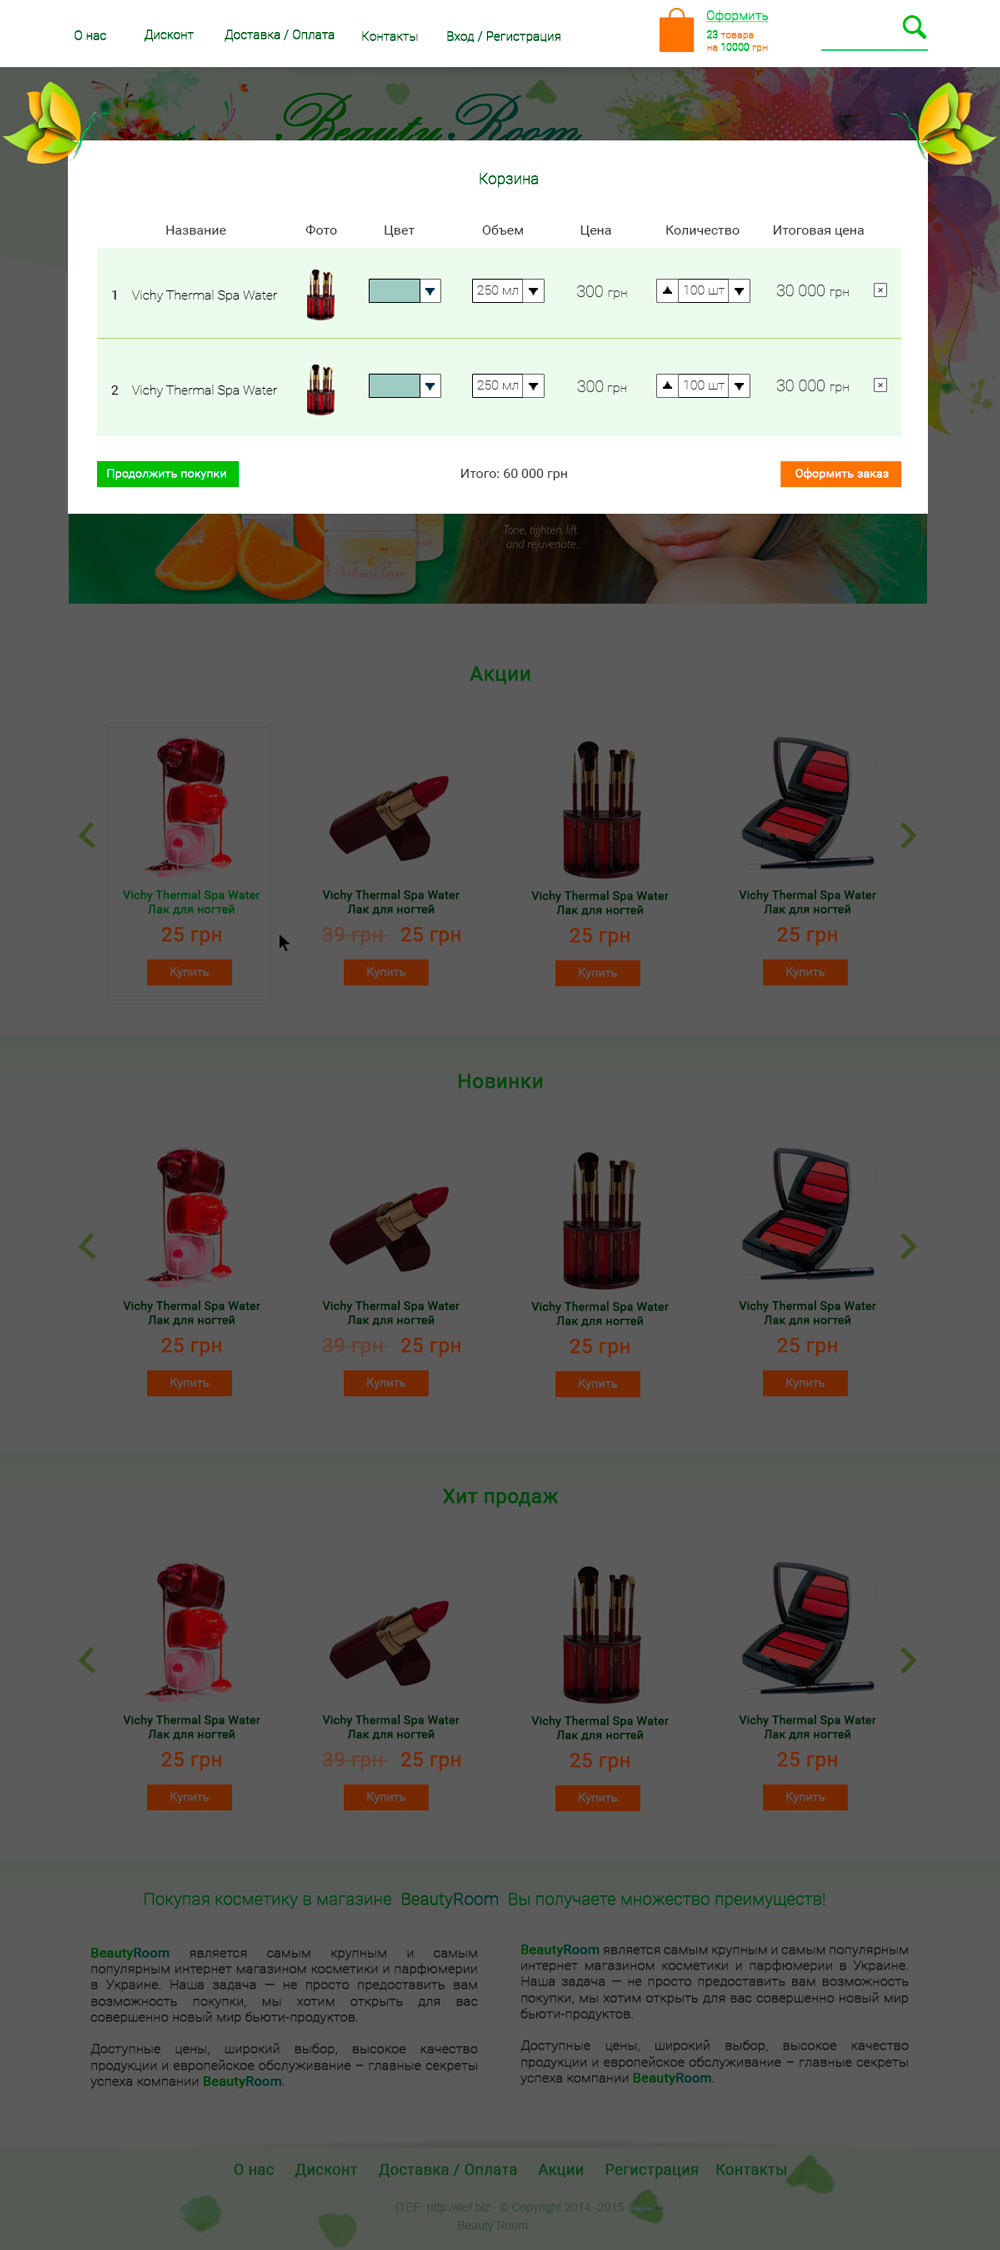 О нас Дисконт Доставка / Оплата Контакты Вход / Регистрация
Оформить
23 товара
на 10000 грн
Beauty Room
Корзина
Название Фото Цвет Объем Цена Количество Итоговая цена
1 Vichy Thermal Spa Water 250 мл 300 грн 100 шт 30 000 грн
2 Vichy Thermal Spa Water 250 мл 300 грн 100 шт 30 000 грн
Продолжить покупки Итого: 60 000 грн Оформить заказ
Tone, tighten, lift
and rejuvenate.
Radiance Cream
Акции
Vichy Thermal Spa Water Vichy Thermal Spa Water Vichy Thermal Spa Water Vichy Thermal Spa Water
Лак для ногтей Лак для ногтей Лак для ногтей Лак для ногтей
25 грн 39 грн 25 грн 25 грн 25 грн
Купить Купить Купить Купить
Новинки
Vichy Thermal Spa Water Vichy Thermal Spa Water Vichy Thermal Spa Water Vichy Thermal Spa Water
Лак для ногтей Лак для ногтей Лак для ногтей Лак для ногтей
25 грн 39 грн 25 грн 25 грн 25 грн
Купить Купить Купить Купить
Хит продаж
Vichy Thermal Spa Water Vichy Thermal Spa Water Vichy Thermal Spa Water Vichy Thermal Spa Water
Лак для ногтей Лак для ногтей Лак для ногтей Лак для ногтей
25 грн 39 грн 25 грн 25 грн 25 грн
Купить Купить Купить Купить
Покупая косметику в магазине BeautyRoom Вы получаете множество преимуществ!
BeautyRoom является самым крупным и самым
популярным интернет магазином косметики и парфюмерии
в Украине. Наша задача — не просто предоставить вам
возможность покупки, мы хотим открыть для вас
совершенно новый мир бьюти-продуктов.
Доступные цены, широкий выбор, высокое качество
продукции и европейское обслуживание – главные секреты
успеха компании BeautyRoom.
BeautyRoom является самым крупным и самым популярным
интернет магазином косметики и парфюмерии в Украине.
Наша задача — не просто предоставить вам возможность
покупки, мы хотим открыть для вас совершенно новый мир
бьюти-продуктов.
Доступные цены, широкий выбор, высокое качество
продукции и европейское обслуживание – главные секреты
успеха компании BeautyRoom.
О нас Дисконт Доставка / Оплата Акции Регистрация Контакты
ITEF http://itef.biz © Copyright 2014 -2015
Beauty Room